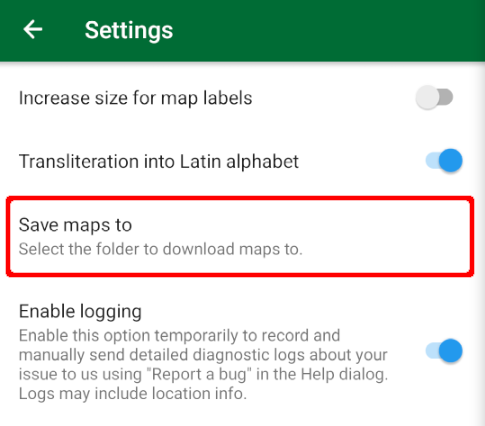 Settings
Increase size for map labels
Transliteration into Latin alphabet
Save maps to
Select the folder to download maps to.
Enable logging
Enable this option temporarily to record and
manually send detailed diagnostic logs about your
issue to us using "Report a bug" in the Help dialog.
Logs may include location info.